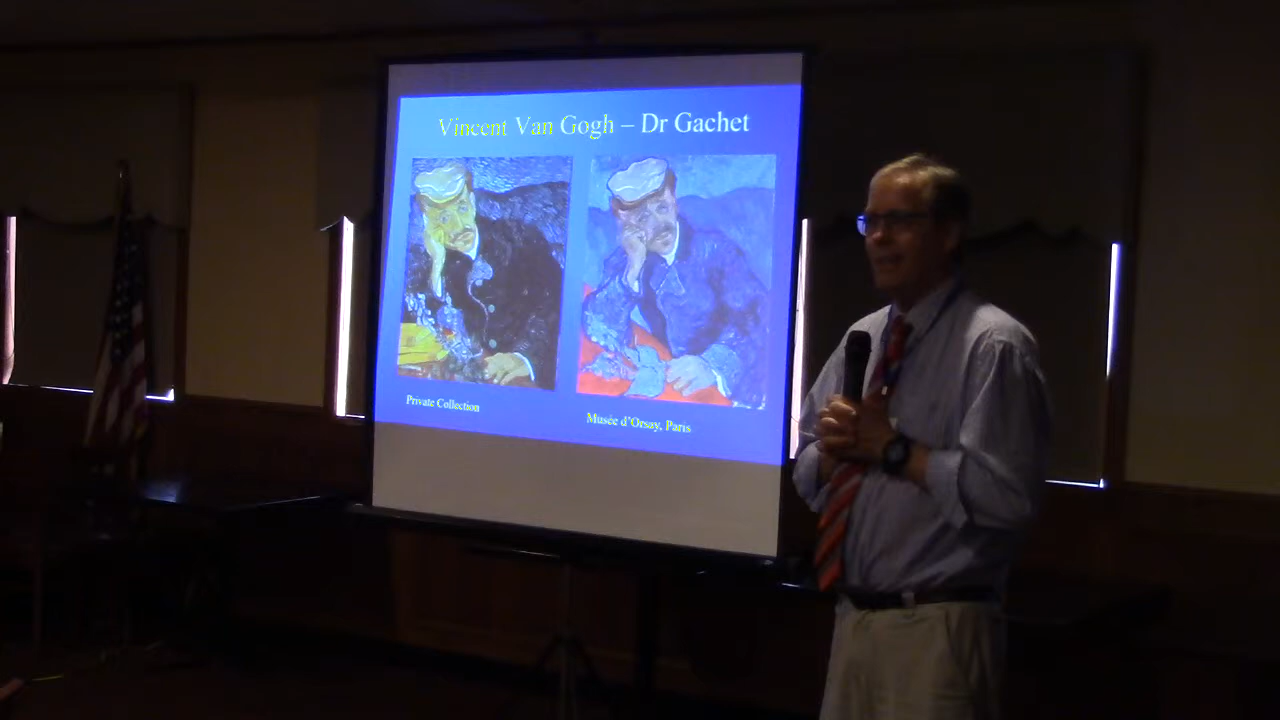 Vincent Van Gogh – Dr Gachet
Private Collection
Musée d'Orsay, Paris